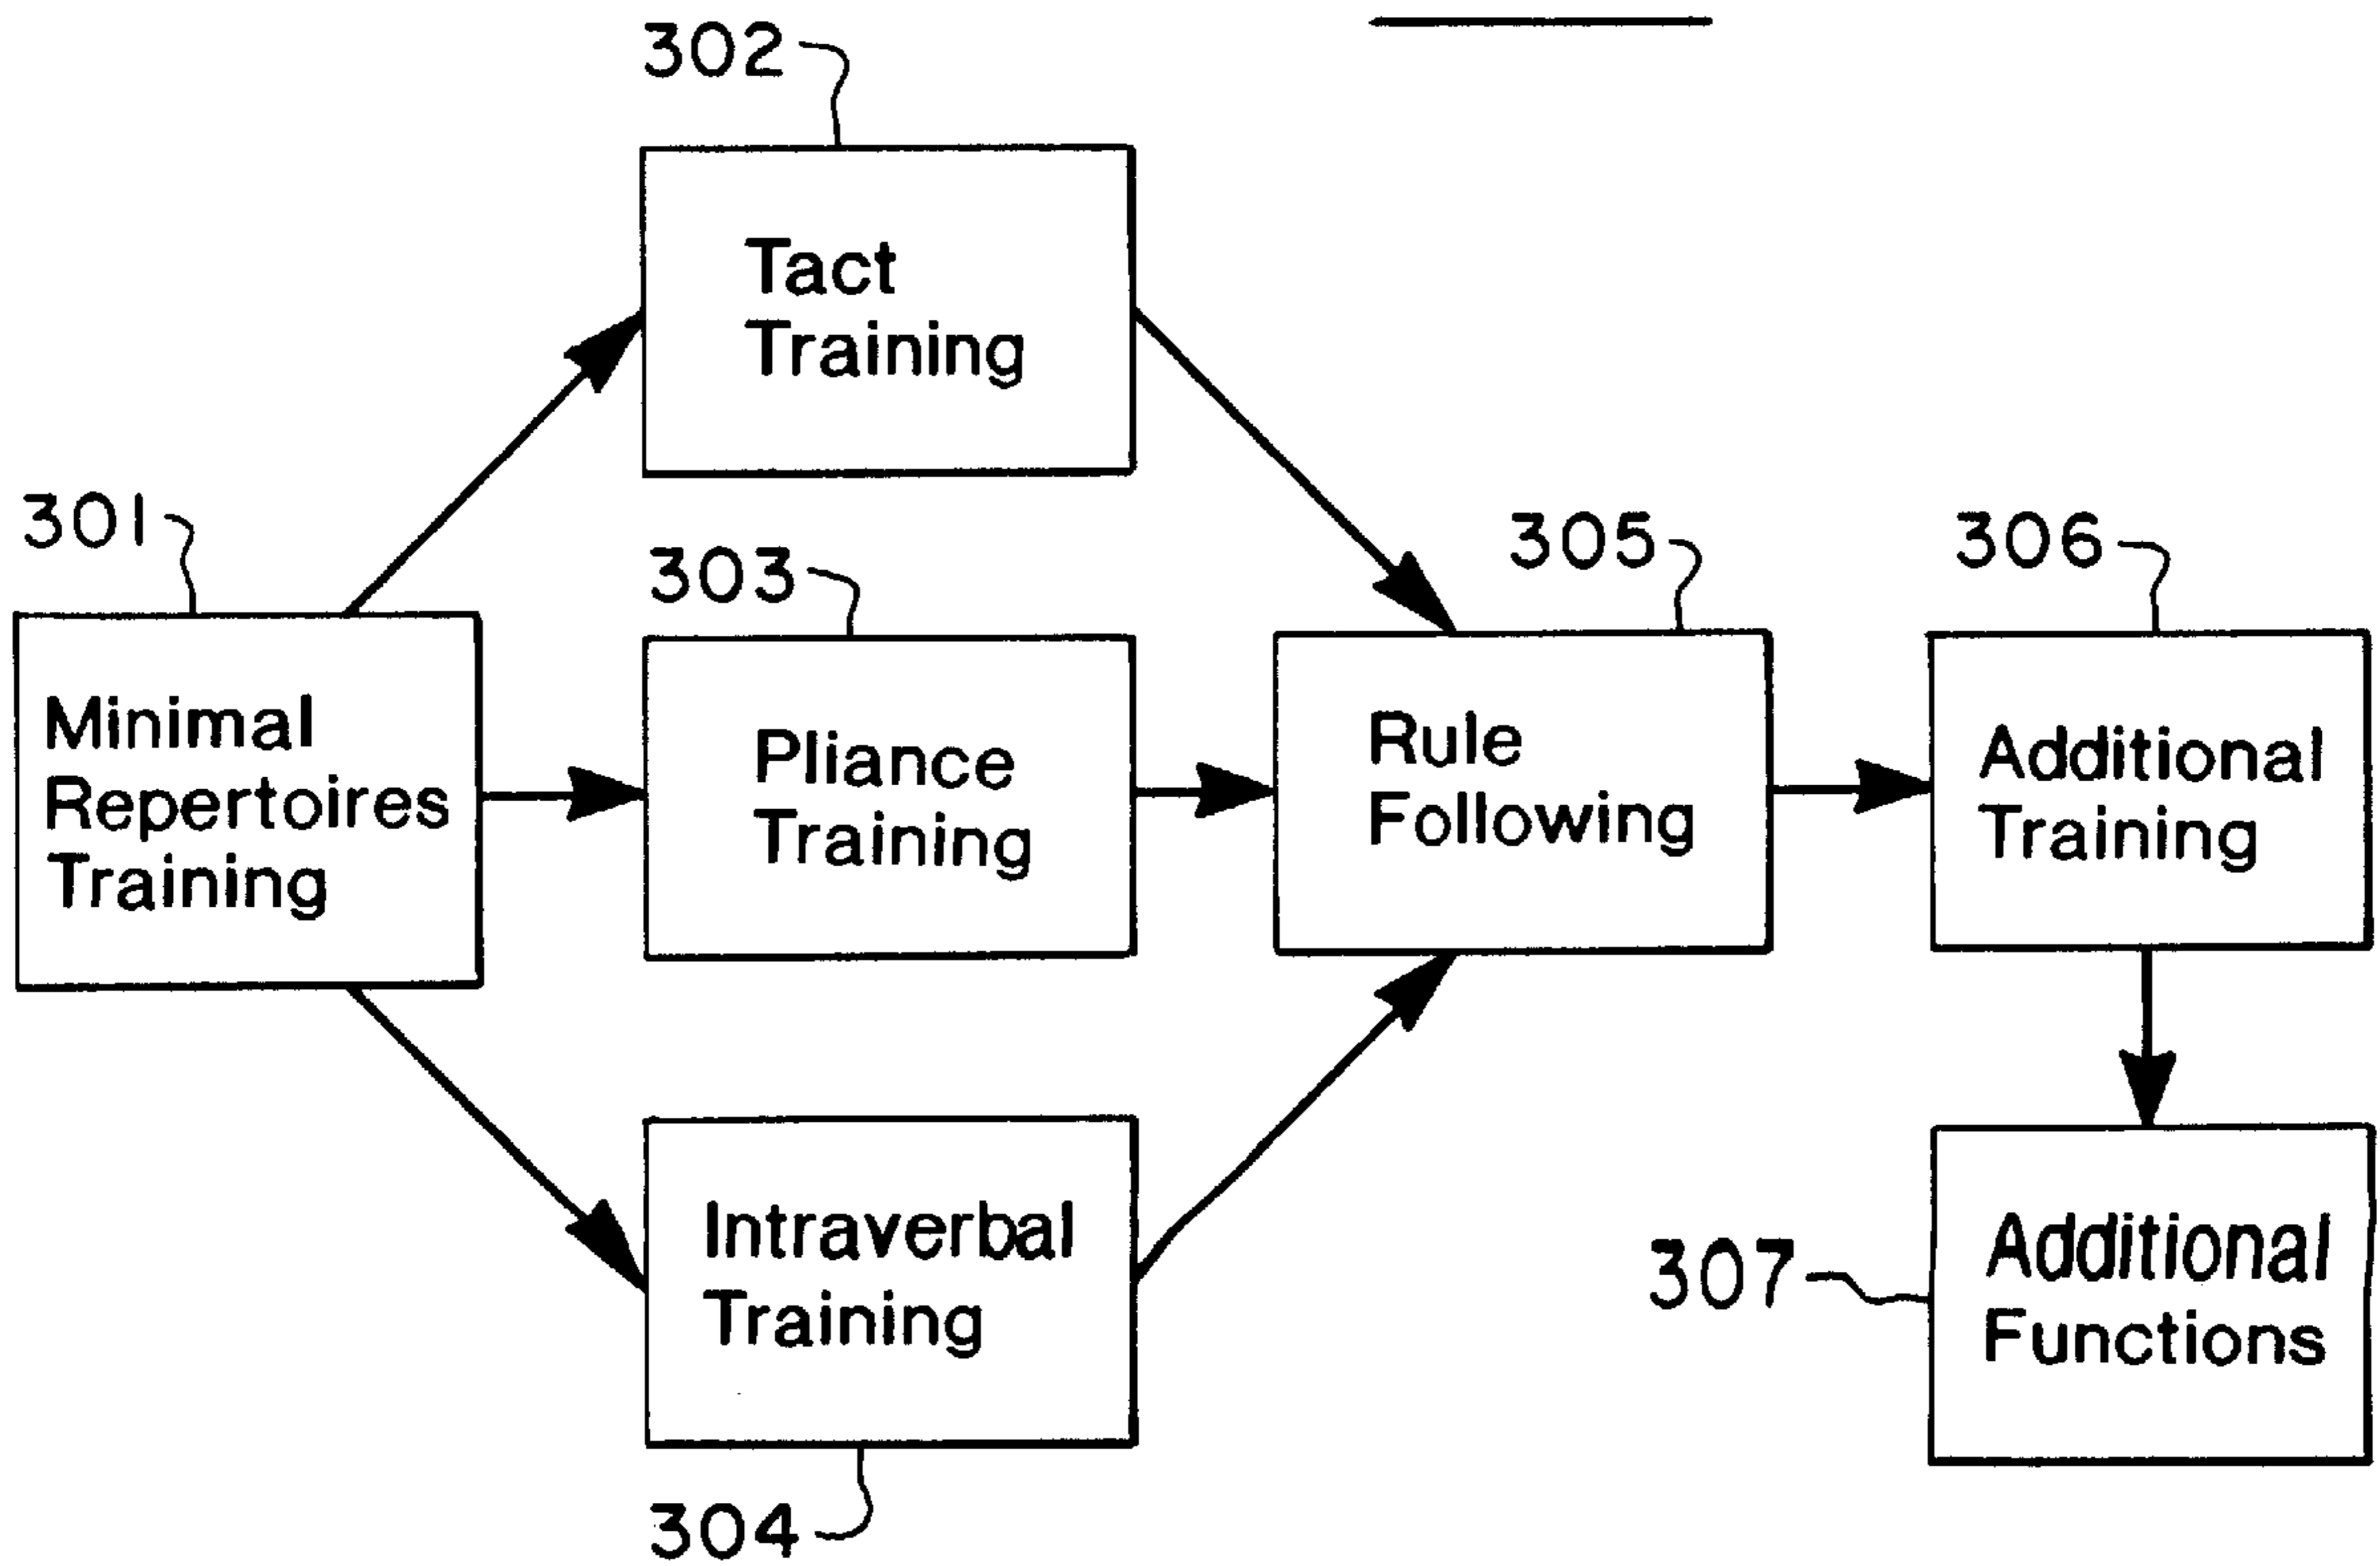 302
Tact
Training
301
Minimal
Repertoires
Training
303
Pliance
Training
305
Rule
Following
306
Additional
Training
Intraverbal
Training
304
307
Additional
Functions